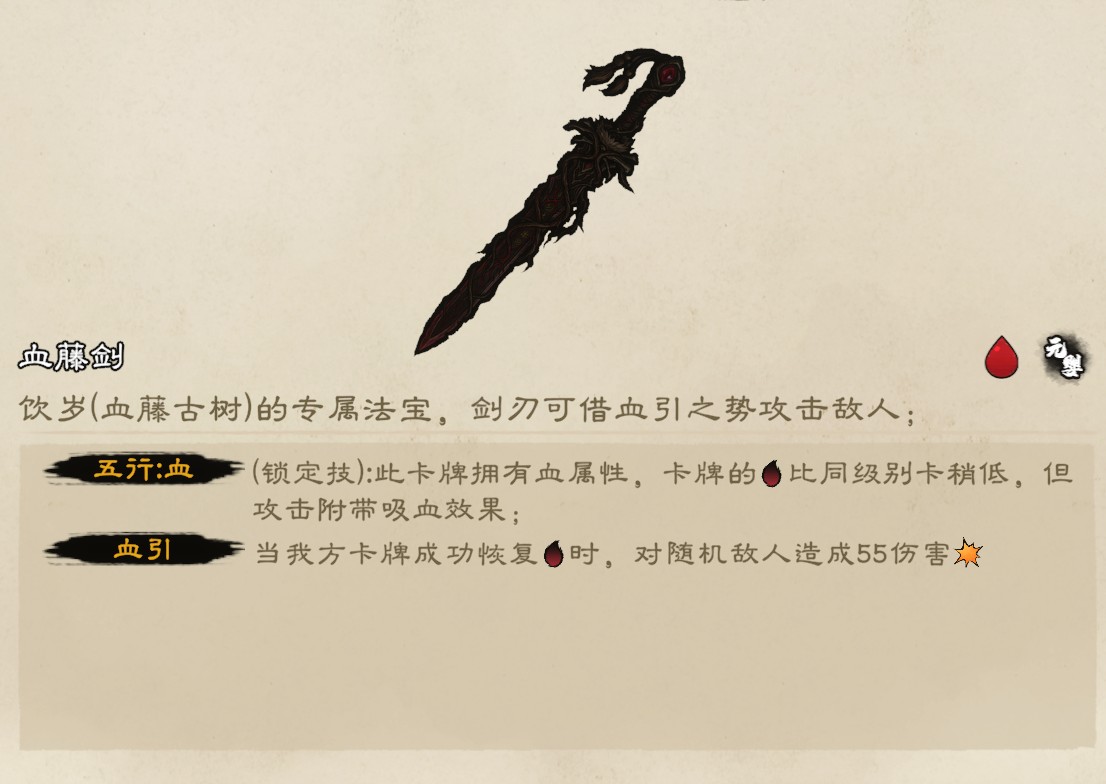 血藤剑
元婴
饮岁(血藤古树)的专属法宝，剑刃可借血引之势攻击敌人；
五行:血
(锁定技):此卡牌拥有血属性，卡牌的比同级别卡稍低，但
攻击附带吸血效果；
血引
当我方卡牌成功恢复时，对随机敌人造成55伤害